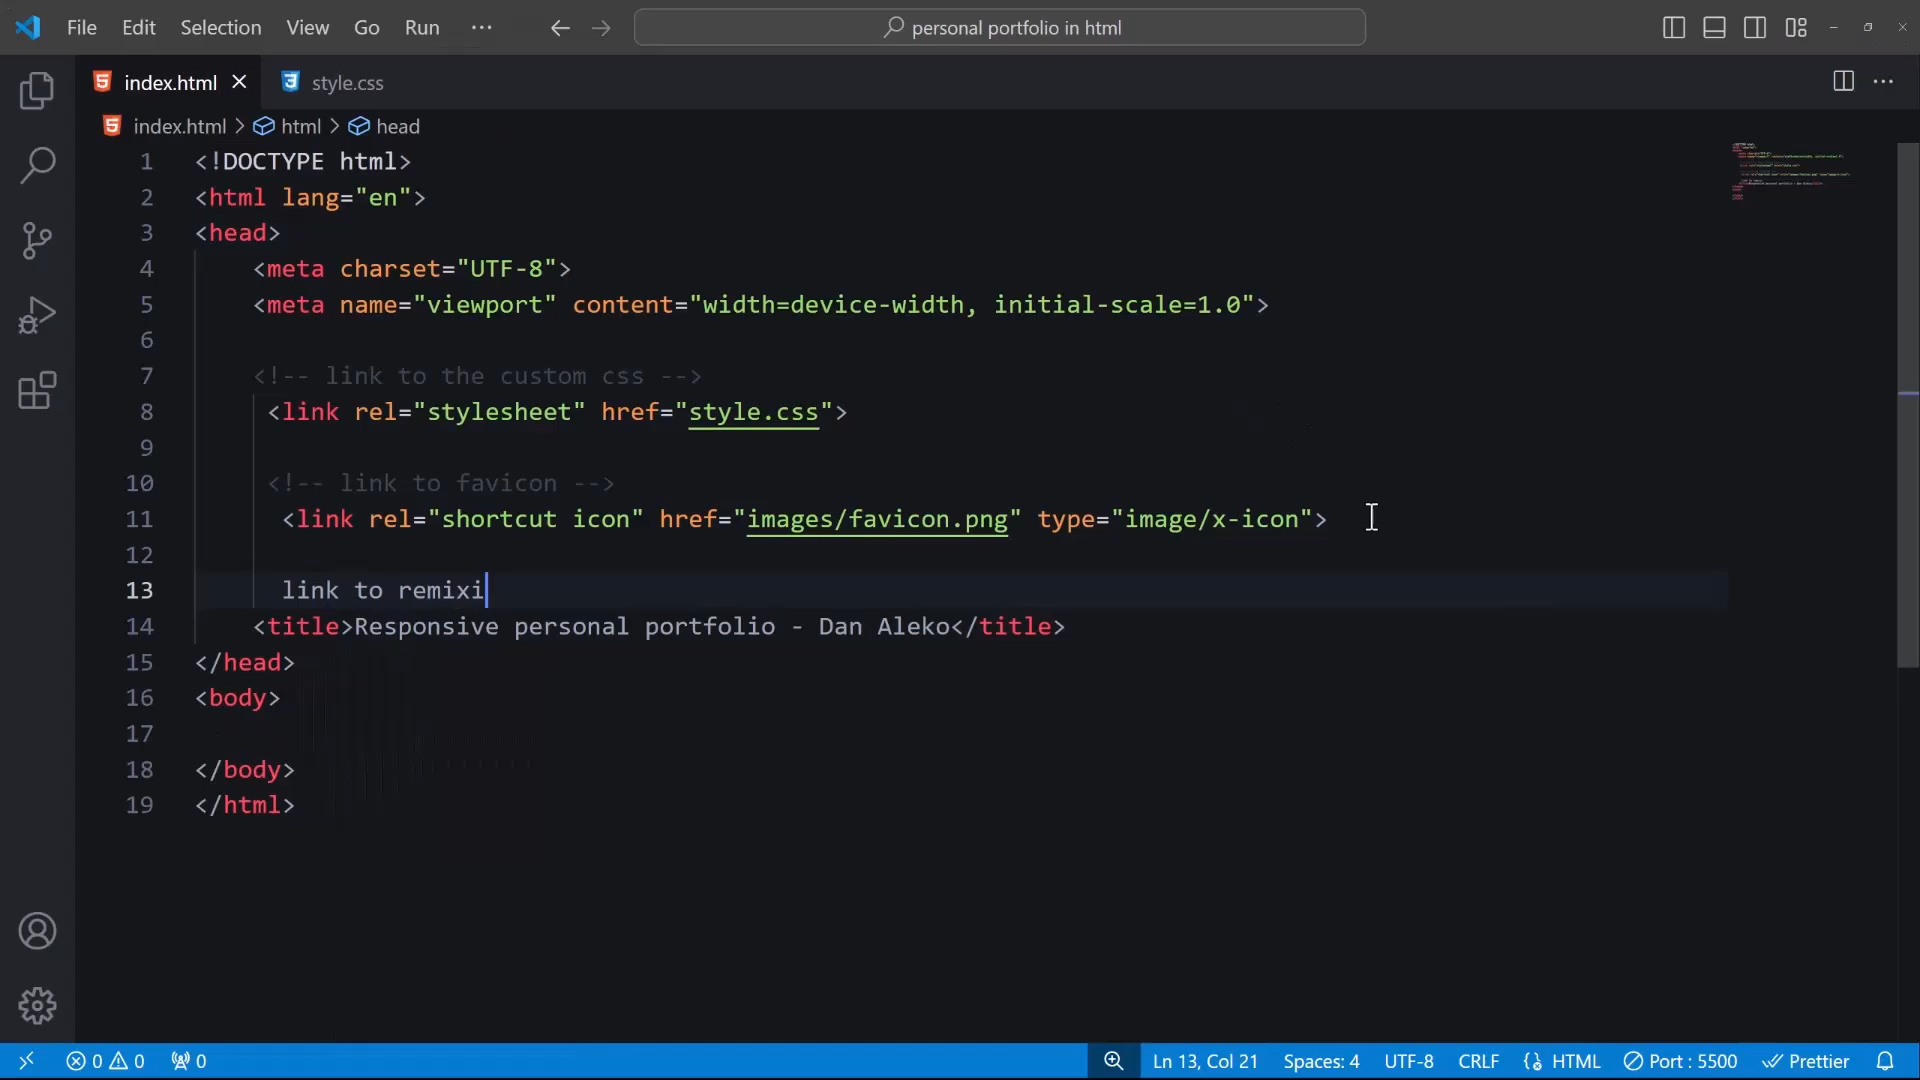 File Edit Selection View Go Run ··· personal portfolio in html
index.html style.css
index.html > html > head
1 <!DOCTYPE html>
2 <html lang="en">
3 <head>
4 <meta charset="UTF-8">
5 <meta name="viewport" content="width=device-width, initial-scale=1.0">
6
7 <!-- link to the custom css -->
8 <link rel="stylesheet" href="style.css">
9
10 <!-- link to favicon -->
11 <link rel="shortcut icon" href="images/favicon.png" type="image/x-icon">
12
13 link to remixi
14 <title>Responsive personal portfolio - Dan Aleko</title>
15 </head>
16 <body>
17
18 </body>
19 </html>
0 0 0 Ln 13, Col 21 Spaces: 4 UTF-8 CRLF HTML Port : 5500 Prettier